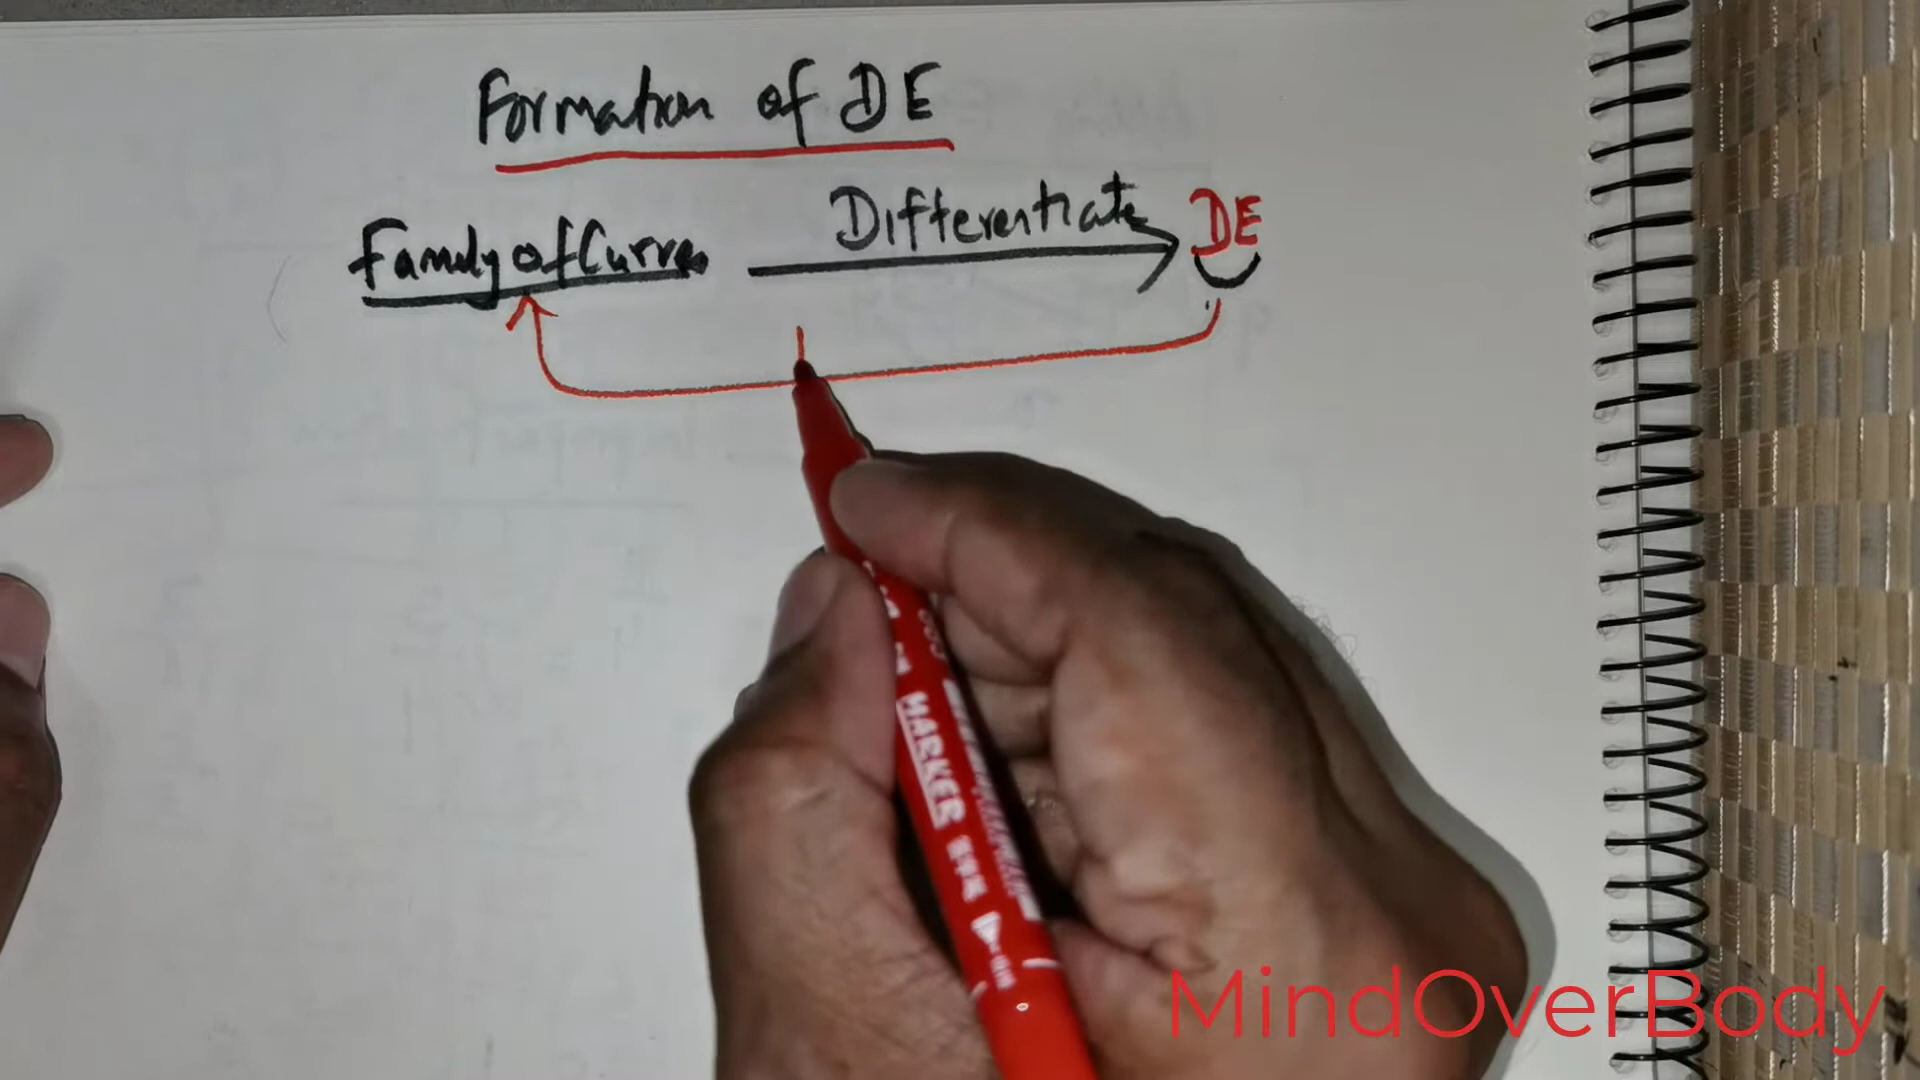 Formation of DE
Family of Curves Differentiate DE
MARKER
MindOverBody